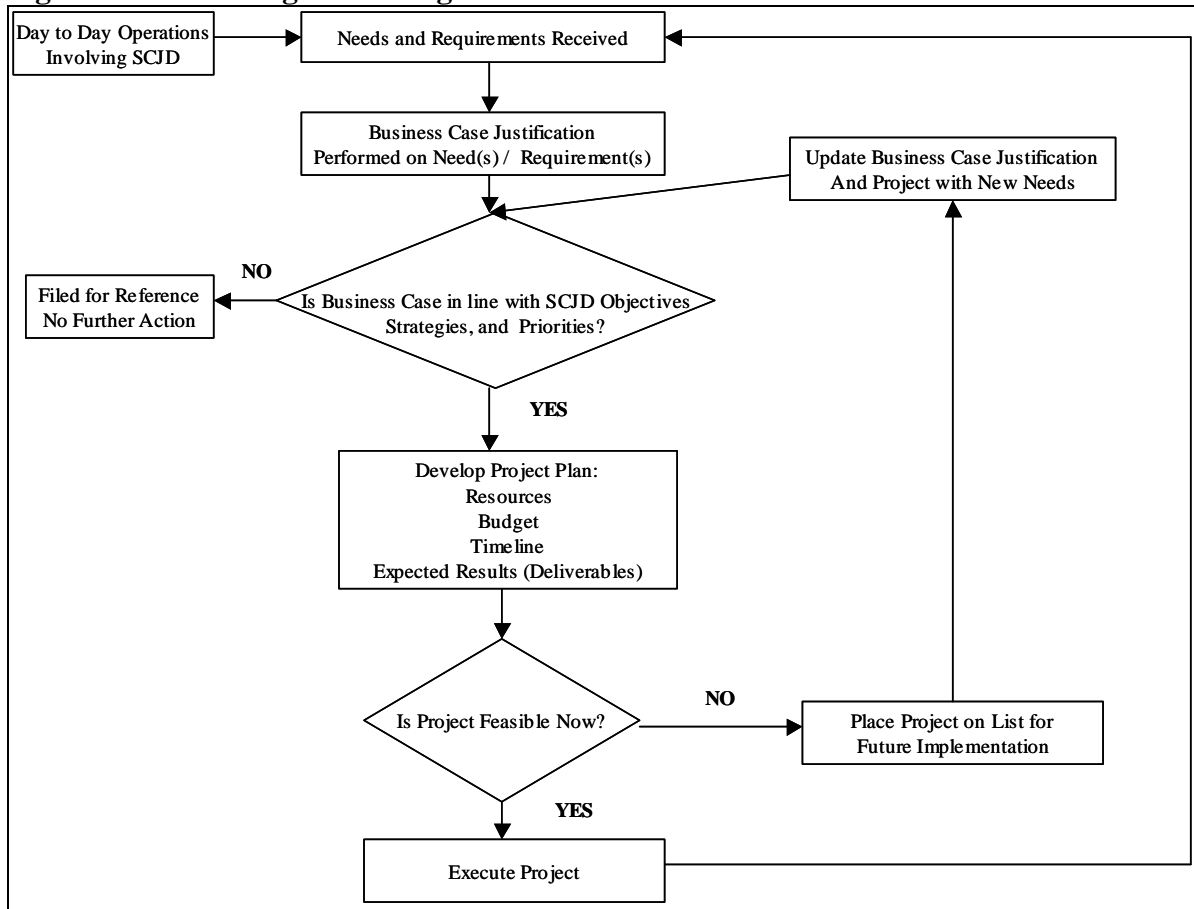 Day to Day Operations
Involving SCJD
Needs and Requirements Received
Business Case Justification
Performed on Need(s) / Requirement(s)
Update Business Case Justification
And Project with New Needs
NO
Filed for Reference
No Further Action
Is Business Case in line with SCJD Objectives
Strategies, and Priorities?
YES
Develop Project Plan:
Resources
Budget
Timeline
Expected Results (Deliverables)
Is Project Feasible Now?
NO
Place Project on List for
Future Implementation
YES
Execute Project